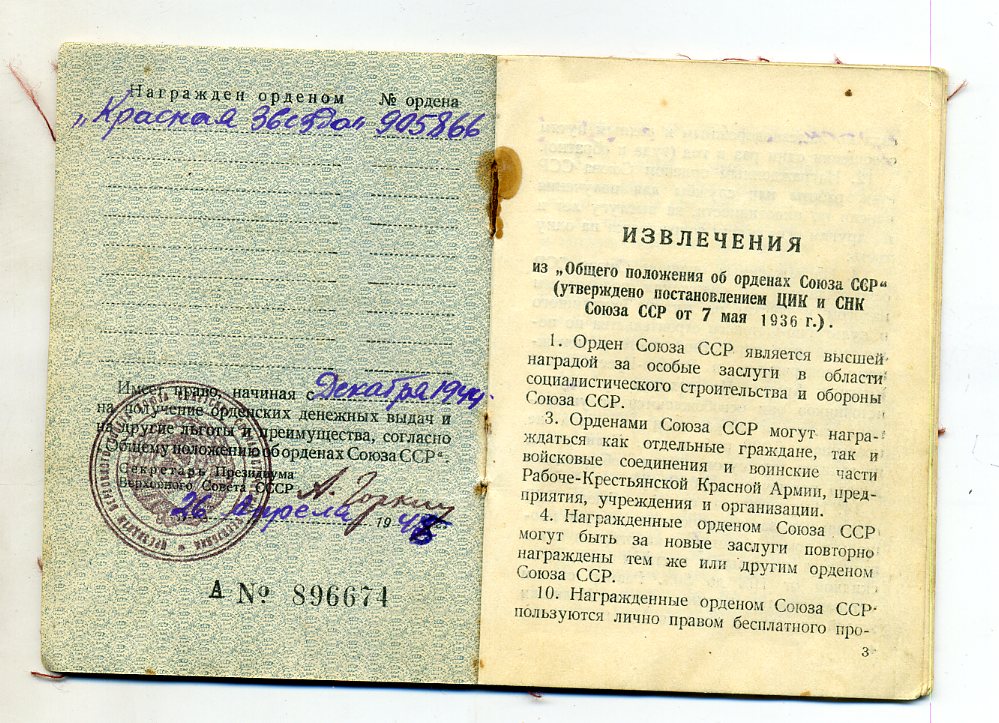 Награжден орденом № ордена
„Красная Звезда“ 905866
Имеет право, начиная с Декабря 1944
на получение орденских денежных выдач и
на другие льготы и преимущества, согласно
Общему положению об орденах Союза ССР“.
Секретарь Президиума
Верховного Совета СССР А. Горкин
26 апреля 194
А № 896674
ИЗВЛЕЧЕНИЯ
из „Общего положения об орденах Союза ССР“
(утверждено постановлением ЦИК и СНК
Союза ССР от 7 мая 1936 г.).
1. Орден Союза ССР является высшей
наградой за особые заслуги в области
социалистического строительства и обороны
Союза ССР.
3. Орденами Союза ССР могут награ-
ждаться как отдельные граждане, так и
войсковые соединения и воинские части
Рабоче-Крестьянской Красной Армии, пред-
приятия, учреждения и организации.
4. Награжденные орденом Союза ССР
могут быть за новые заслуги повторно
награждены тем же или другим орденом
Союза ССР.
10. Награжденные орденом Союза ССР
пользуются лично правом бесплатного про-
3